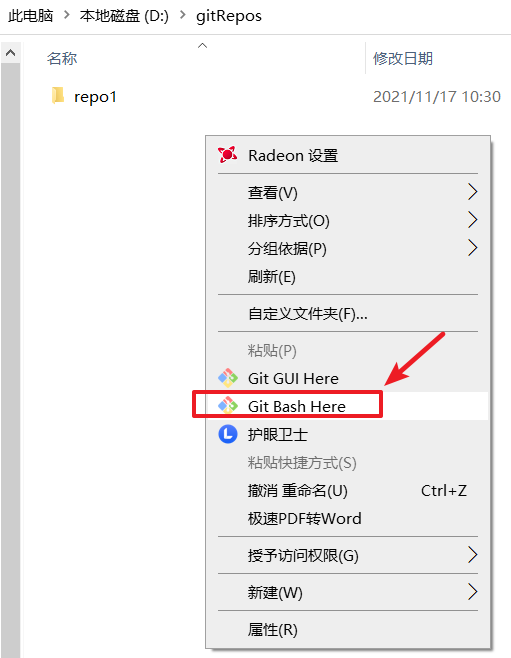 此电脑 > 本地磁盘 (D:) > gitRepos
名称 修改日期
repo1 2021/11/17 10:30
Radeon 设置
查看(V)
排序方式(O)
分组依据(P)
刷新(E)
自定义文件夹(F)...
粘贴(P)
Git GUI Here
Git Bash Here
护眼卫士
粘贴快捷方式(S)
撤消 重命名(U) Ctrl+Z
极速PDF转Word
授予访问权限(G)
新建(W)
属性(R)